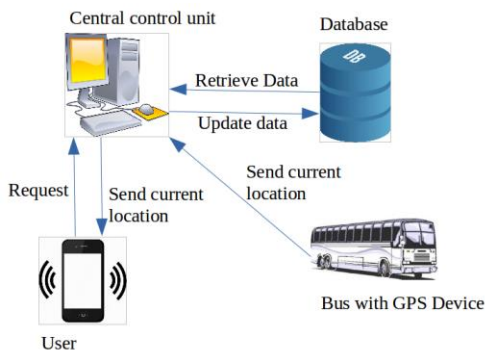 Central control unit
Database
DB
Retrieve Data
Update data
Request
Send current
location
Send current
location
Bus with GPS Device
User